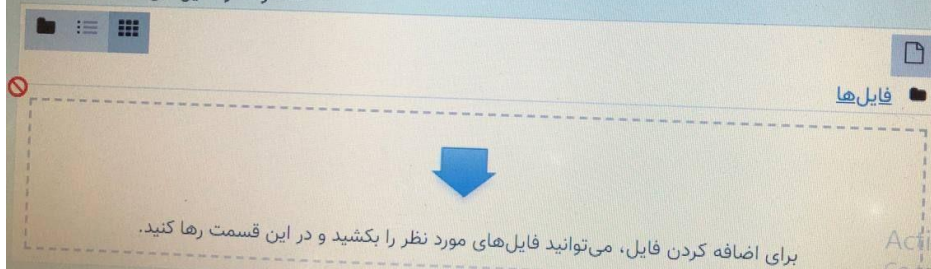 فایل‌ها
برای اضافه کردن فایل، می‌توانید فایل‌های مورد نظر را بکشید و در این قسمت رها کنید.
Acti